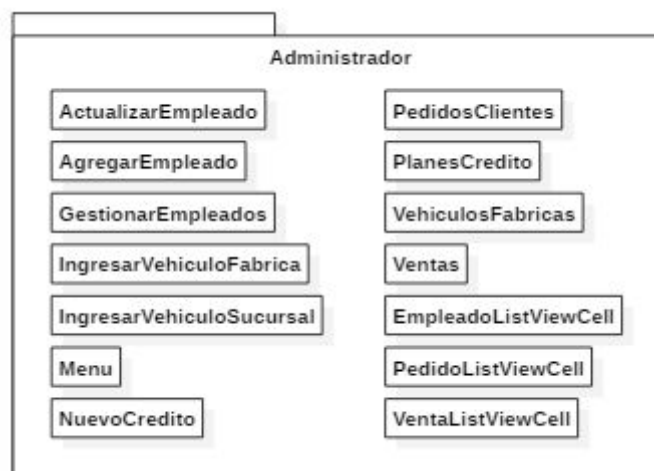 Administrador
ActualizarEmpleado
AgregarEmpleado
GestionarEmpleados
IngresarVehiculoFabrica
IngresarVehiculoSucursal
Menu
NuevoCredito
PedidosClientes
PlanesCredito
VehiculosFabricas
Ventas
EmpleadoListViewCell
PedidoListViewCell
VentaListViewCell